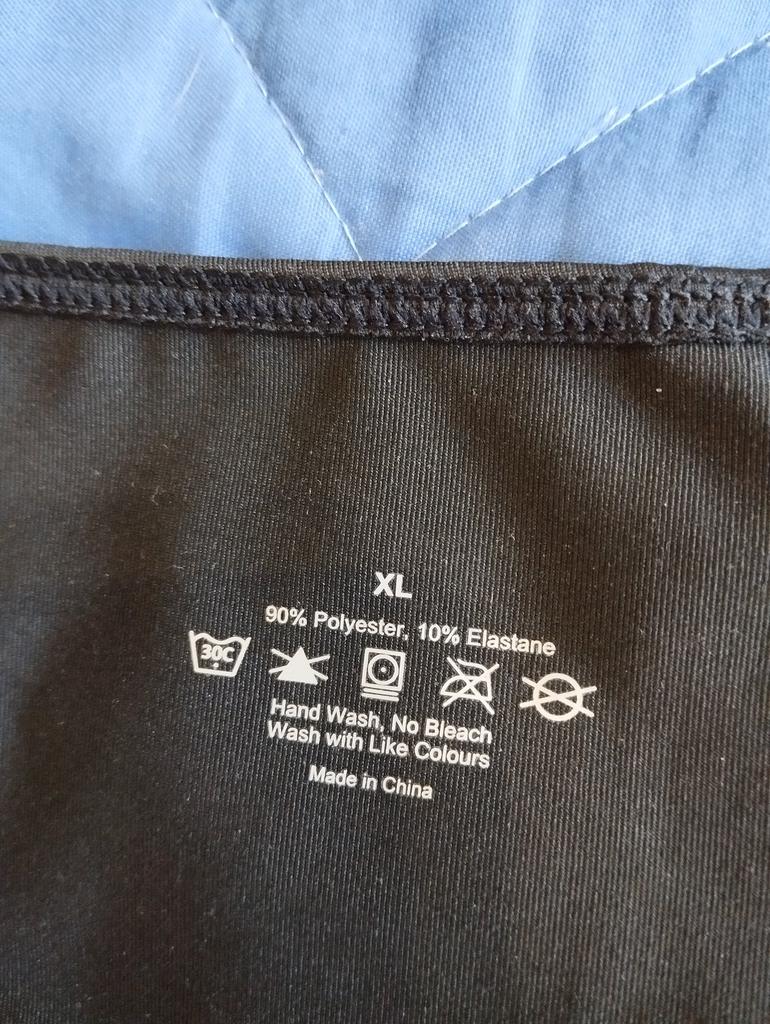 XL
90% Polyester, 10% Elastane
30C
Hand Wash, No Bleach
Wash with Like Colours
Made in China